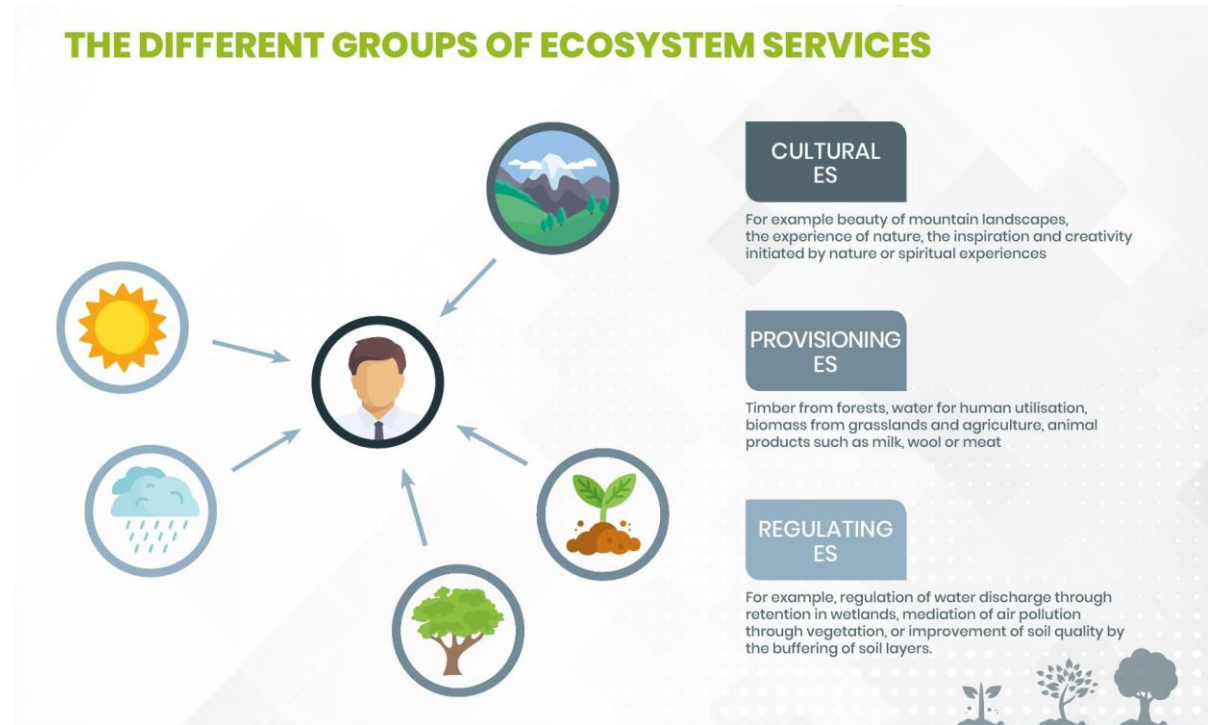 THE DIFFERENT GROUPS OF ECOSYSTEM SERVICES
CULTURAL
ES
For example beauty of mountain landscapes,
the experience of nature, the inspiration and creativity
initiated by nature or spiritual experiences
PROVISIONING
ES
Timber from forests, water for human utilisation,
biomass from grasslands and agriculture, animal
products such as milk, wool or meat
REGULATING
ES
For example, regulation of water discharge through
retention in wetlands, mediation of air pollution
through vegetation, or improvement of soil quality by
the buffering of soil layers.